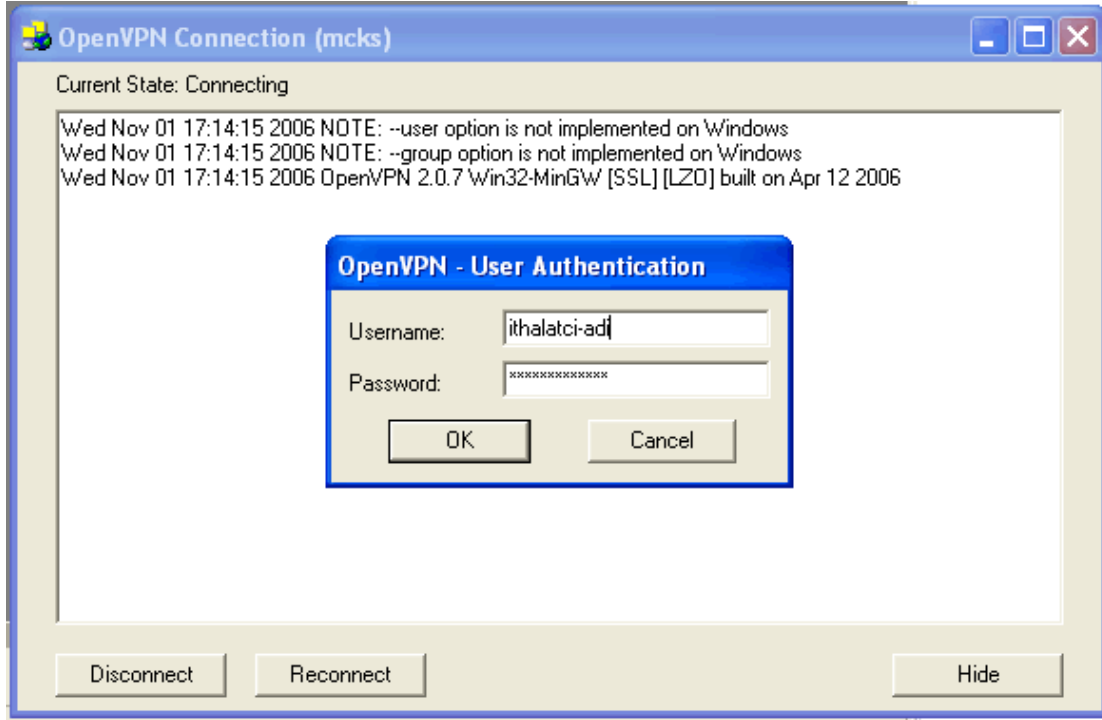 OpenVPN Connection (mcks)
Current State: Connecting
Wed Nov 01 17:14:15 2006 NOTE: --user option is not implemented on Windows
Wed Nov 01 17:14:15 2006 NOTE: --group option is not implemented on Windows
Wed Nov 01 17:14:15 2006 OpenVPN 2.0.7 Win32-MinGW [SSL] [LZO] built on Apr 12 2006
OpenVPN - User Authentication
Username: ithalatci-adi
Password: *************
OK Cancel
Disconnect Reconnect Hide